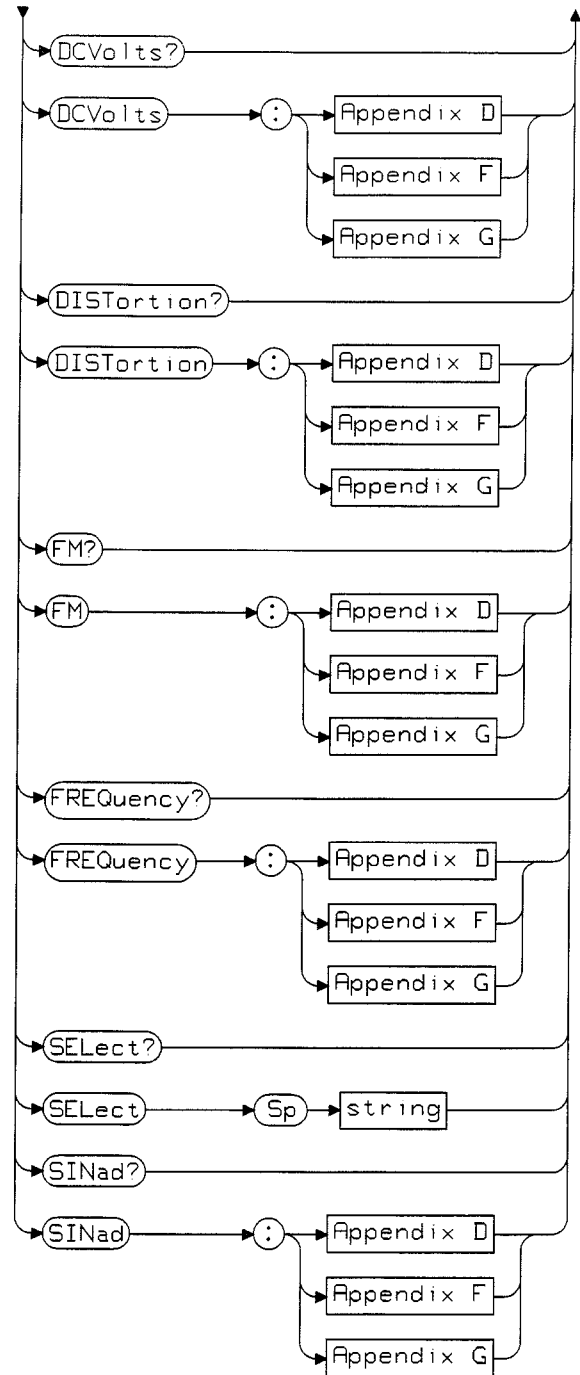 DCVolts?
DCVolts : Appendix D
Appendix F
Appendix G
DISTortion?
DISTortion : Appendix D
Appendix F
Appendix G
FM?
FM : Appendix D
Appendix F
Appendix G
FREQuency?
FREQuency : Appendix D
Appendix F
Appendix G
SELect?
SELect Sp string
SINad?
SINad : Appendix D
Appendix F
Appendix G